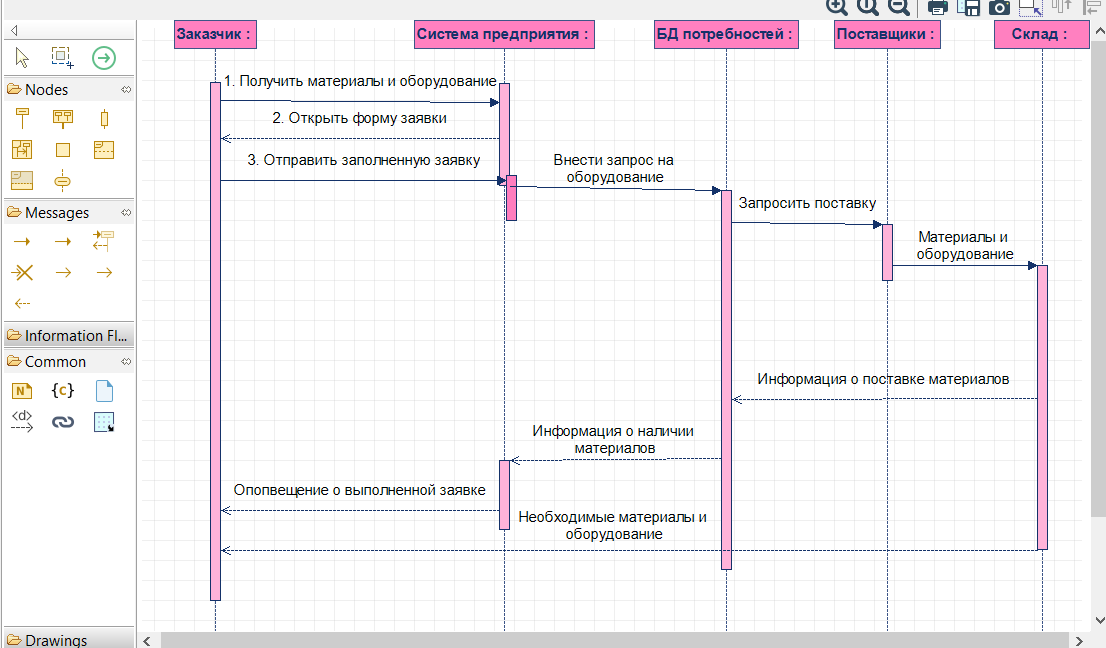 Заказчик :
Система предприятия :
БД потребностей :
Поставщики :
Склад :
Nodes
Messages
Information Fl...
Common
N
{c}
<d>
Drawings
1. Получить материалы и оборудование
2. Открыть форму заявки
3. Отправить заполненную заявку
Внести запрос на
оборудование
Запросить поставку
Материалы и
оборудование
Информация о поставке материалов
Информация о наличии
материалов
Опопвещение о выполненной заявке
Необходимые материалы и
оборудование